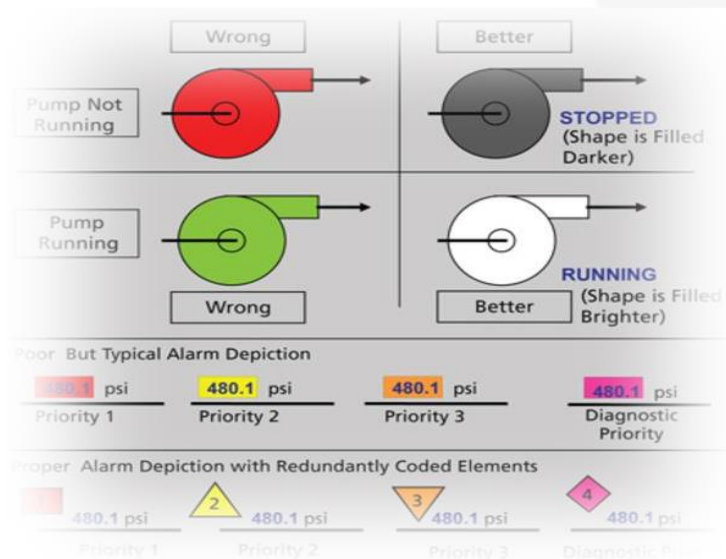 Wrong
Better
Pump Not
Running
STOPPED
(Shape is Filled
Darker)
Pump
Running
Wrong
RUNNING
Better
(Shape is Filled
Brighter)
Poor But Typical Alarm Depiction
480.1 psi
480.1 psi
480.1 psi
480.1 psi
Priority 1
Priority 2
Priority 3
Diagnostic
Priority
Proper Alarm Depiction with Redundantly Coded Elements
2
3
4
480.1 psi
480.1 psi
480.1 psi
480.1 psi
Priority 1
Priority 2
Priority 3
Diagnostic